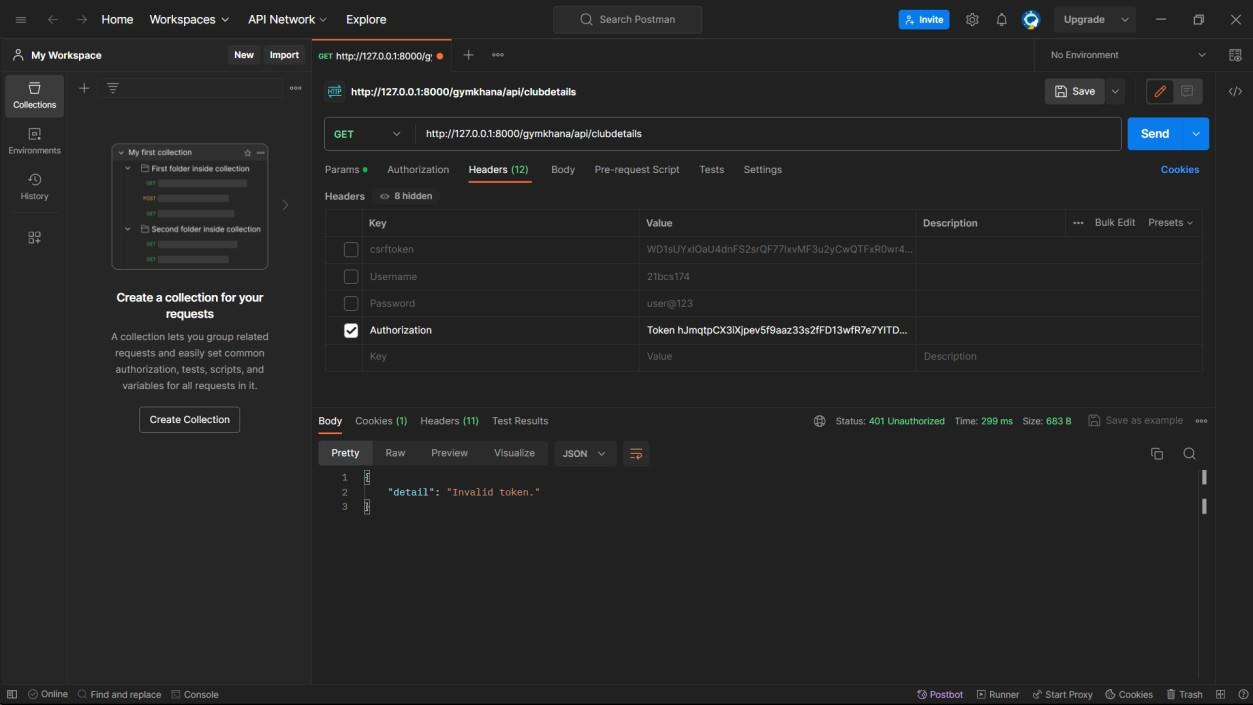 Home Workspaces API Network Explore Search Postman Invite Upgrade
My Workspace New Import GET http://127.0.0.1:8000/gy No Environment
Collections
Environments
History
My first collection
First folder inside collection
GET
POST
GET
Second folder inside collection
GET
GET
Create a collection for your
requests
A collection lets you group related
requests and easily set common
authorization, tests, scripts, and
variables for all requests in it.
Create Collection
HTTP http://127.0.0.1:8000/gymkhana/api/clubdetails Save
GET http://127.0.0.1:8000/gymkhana/api/clubdetails Send
Params Authorization Headers (12) Body Pre-request Script Tests Settings Cookies
Headers 8 hidden
Key Value Description Bulk Edit Presets
csrftoken
Username 21bcs174
Password user@123
Authorization Token hJmqtpCX3iXjpev5f9aaz33s2fFD13wfR7e7YITD...
Key Value Description
Body Cookies (1) Headers (11) Test Results Status: 401 Unauthorized Time: 299 ms Size: 683 B Save as example
Pretty Raw Preview Visualize JSON
1 {
2 "detail": "Invalid token."
3 }
Online Find and replace Console Postbot Runner Start Proxy Cookies Trash